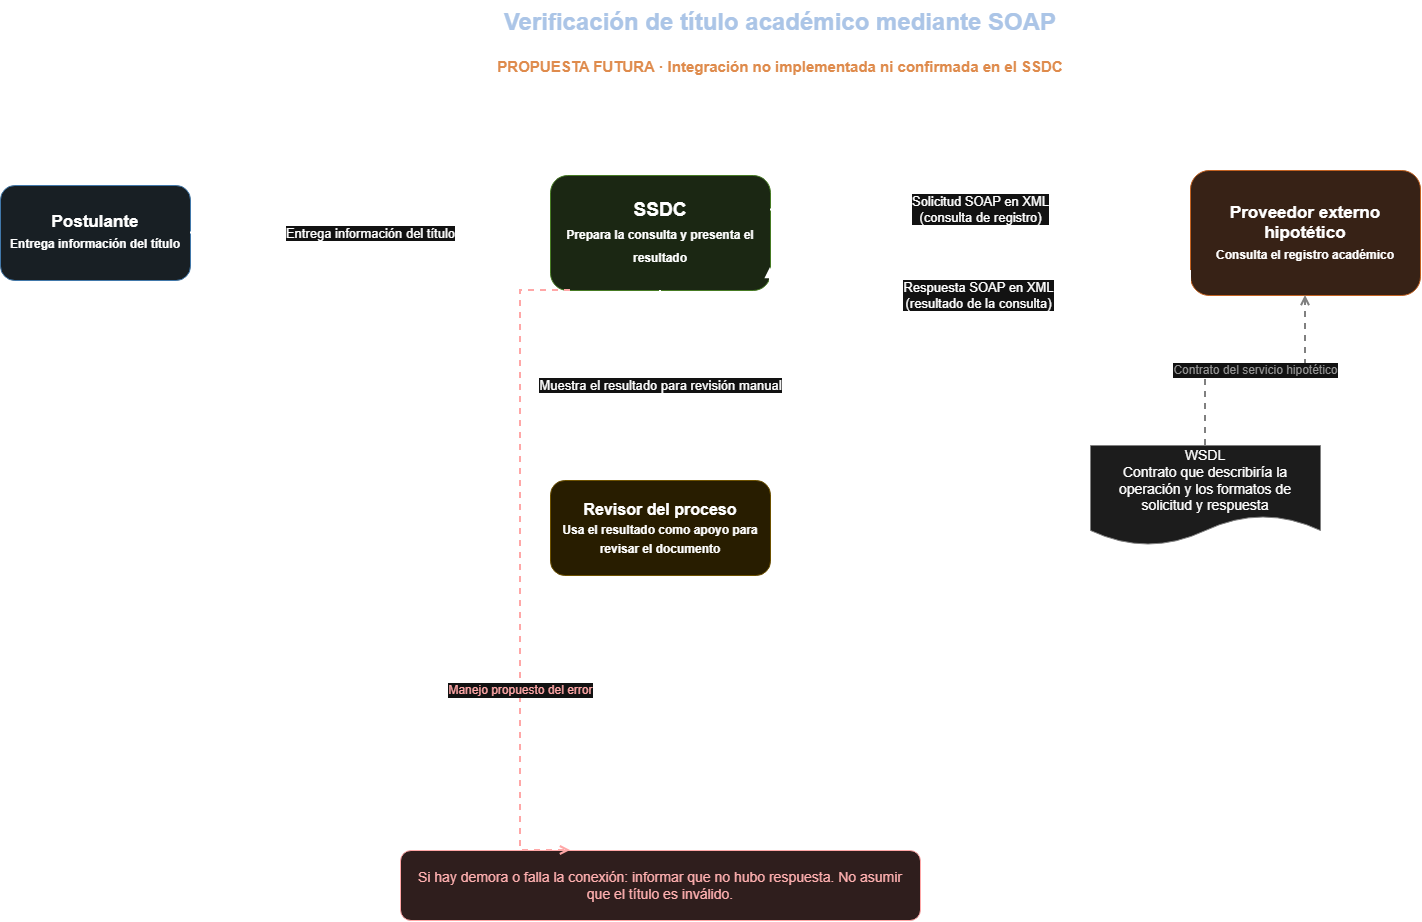 Verificación de título académico mediante SOAP
PROPUESTA FUTURA · Integración no implementada ni confirmada en el SSDC
Postulante
Entrega información del título
Entrega información del título
SSDC
Prepara la consulta y presenta el
resultado
Solicitud SOAP en XML
(consulta de registro)
Respuesta SOAP en XML
(resultado de la consulta)
Proveedor externo
hipotético
Consulta el registro académico
Contrato del servicio hipotético
Muestra el resultado para revisión manual
WSDL
Contrato que describiría la
operación y los formatos de
solicitud y respuesta
Revisor del proceso
Usa el resultado como apoyo para
revisar el documento
Manejo propuesto del error
Si hay demora o falla la conexión: informar que no hubo respuesta. No asumir
que el título es inválido.